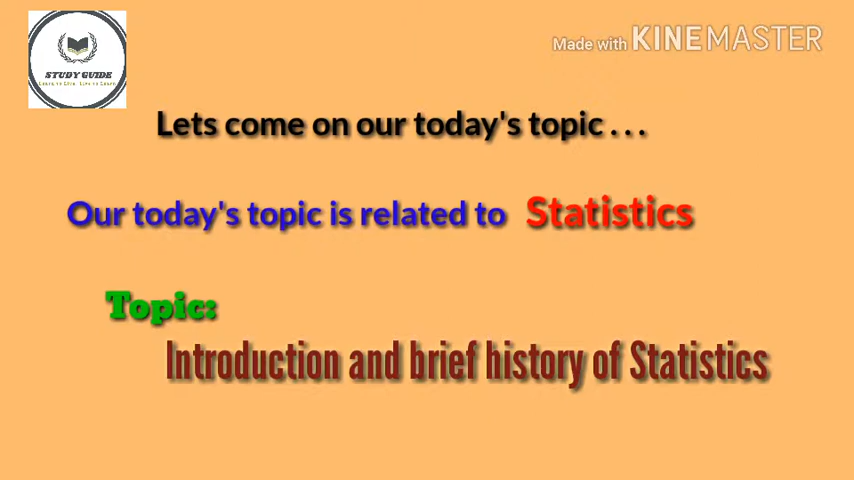 STUDY GUIDE
Made with KINEMASTER
Lets come on our today's topic . . .
Our today's topic is related to Statistics
Topic:
Introduction and brief history of Statistics